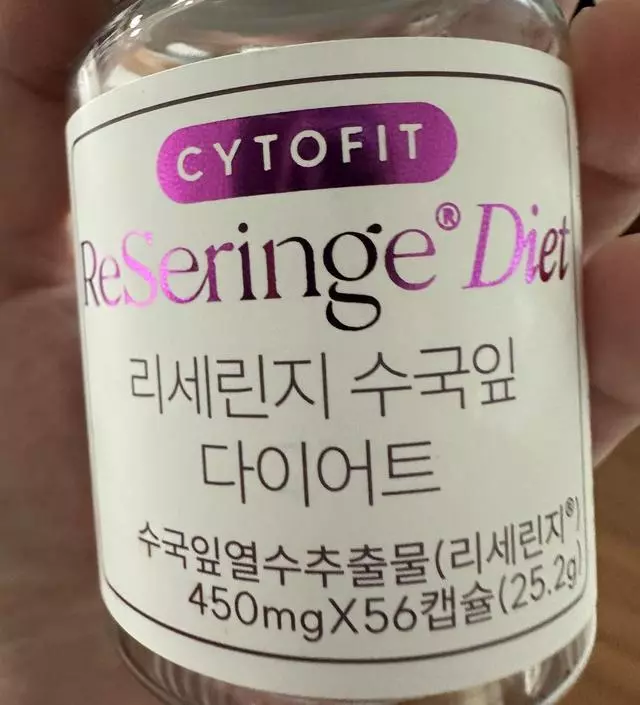 CYTOFIT
ReSeringe® Diet
리세린지 수국잎
다이어트
수국잎열수추출물(리세린지®)
450mgX56캡슐(25.2g)